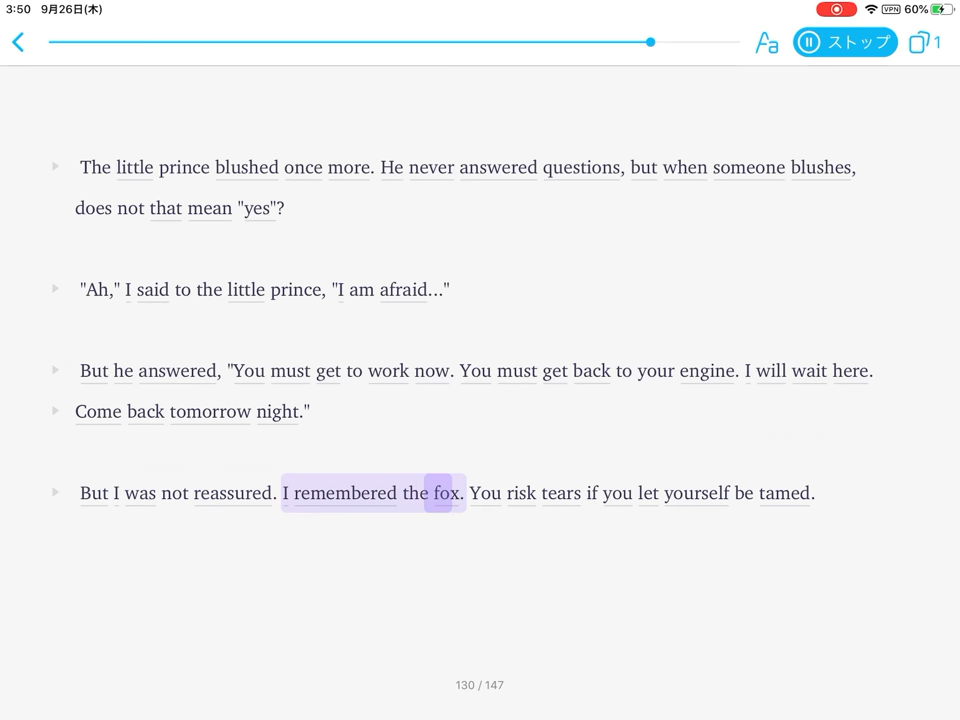 3:50 9月26日(木)
VPN 60%
ストップ
1
The little prince blushed once more. He never answered questions, but when someone blushes,
does not that mean "yes"?
"Ah," I said to the little prince, "I am afraid..."
But he answered, "You must get to work now. You must get back to your engine. I will wait here.
Come back tomorrow night."
But I was not reassured. I remembered the fox. You risk tears if you let yourself be tamed.
130 / 147